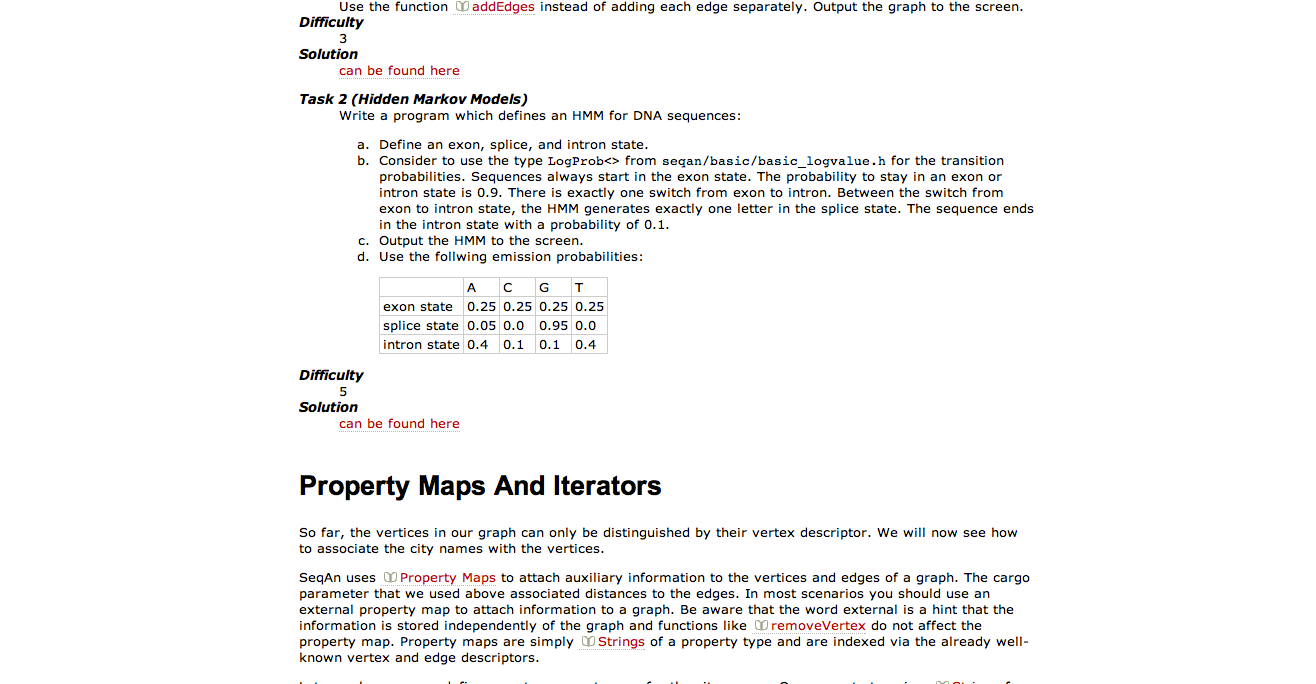 Use the function addEdges instead of adding each edge separately. Output the graph to the screen.
Difficulty
3
Solution
can be found here
Task 2 (Hidden Markov Models)
Write a program which defines an HMM for DNA sequences:
a. Define an exon, splice, and intron state.
b. Consider to use the type LogProb<> from seqan/basic/basic_logvalue.h for the transition
probabilities. Sequences always start in the exon state. The probability to stay in an exon or
intron state is 0.9. There is exactly one switch from exon to intron. Between the switch from
exon to intron state, the HMM generates exactly one letter in the splice state. The sequence ends
in the intron state with a probability of 0.1.
c. Output the HMM to the screen.
d. Use the follwing emission probabilities:
A C G T
exon state 0.25 0.25 0.25 0.25
splice state 0.05 0.0 0.95 0.0
intron state 0.4 0.1 0.1 0.4
Difficulty
5
Solution
can be found here
Property Maps And Iterators
So far, the vertices in our graph can only be distinguished by their vertex descriptor. We will now see how
to associate the city names with the vertices.
SeqAn uses Property Maps to attach auxiliary information to the vertices and edges of a graph. The cargo
parameter that we used above associated distances to the edges. In most scenarios you should use an
external property map to attach information to a graph. Be aware that the word external is a hint that the
information is stored independently of the graph and functions like removeVertex do not affect the
property map. Property maps are simply Strings of a property type and are indexed via the already well-
known vertex and edge descriptors.